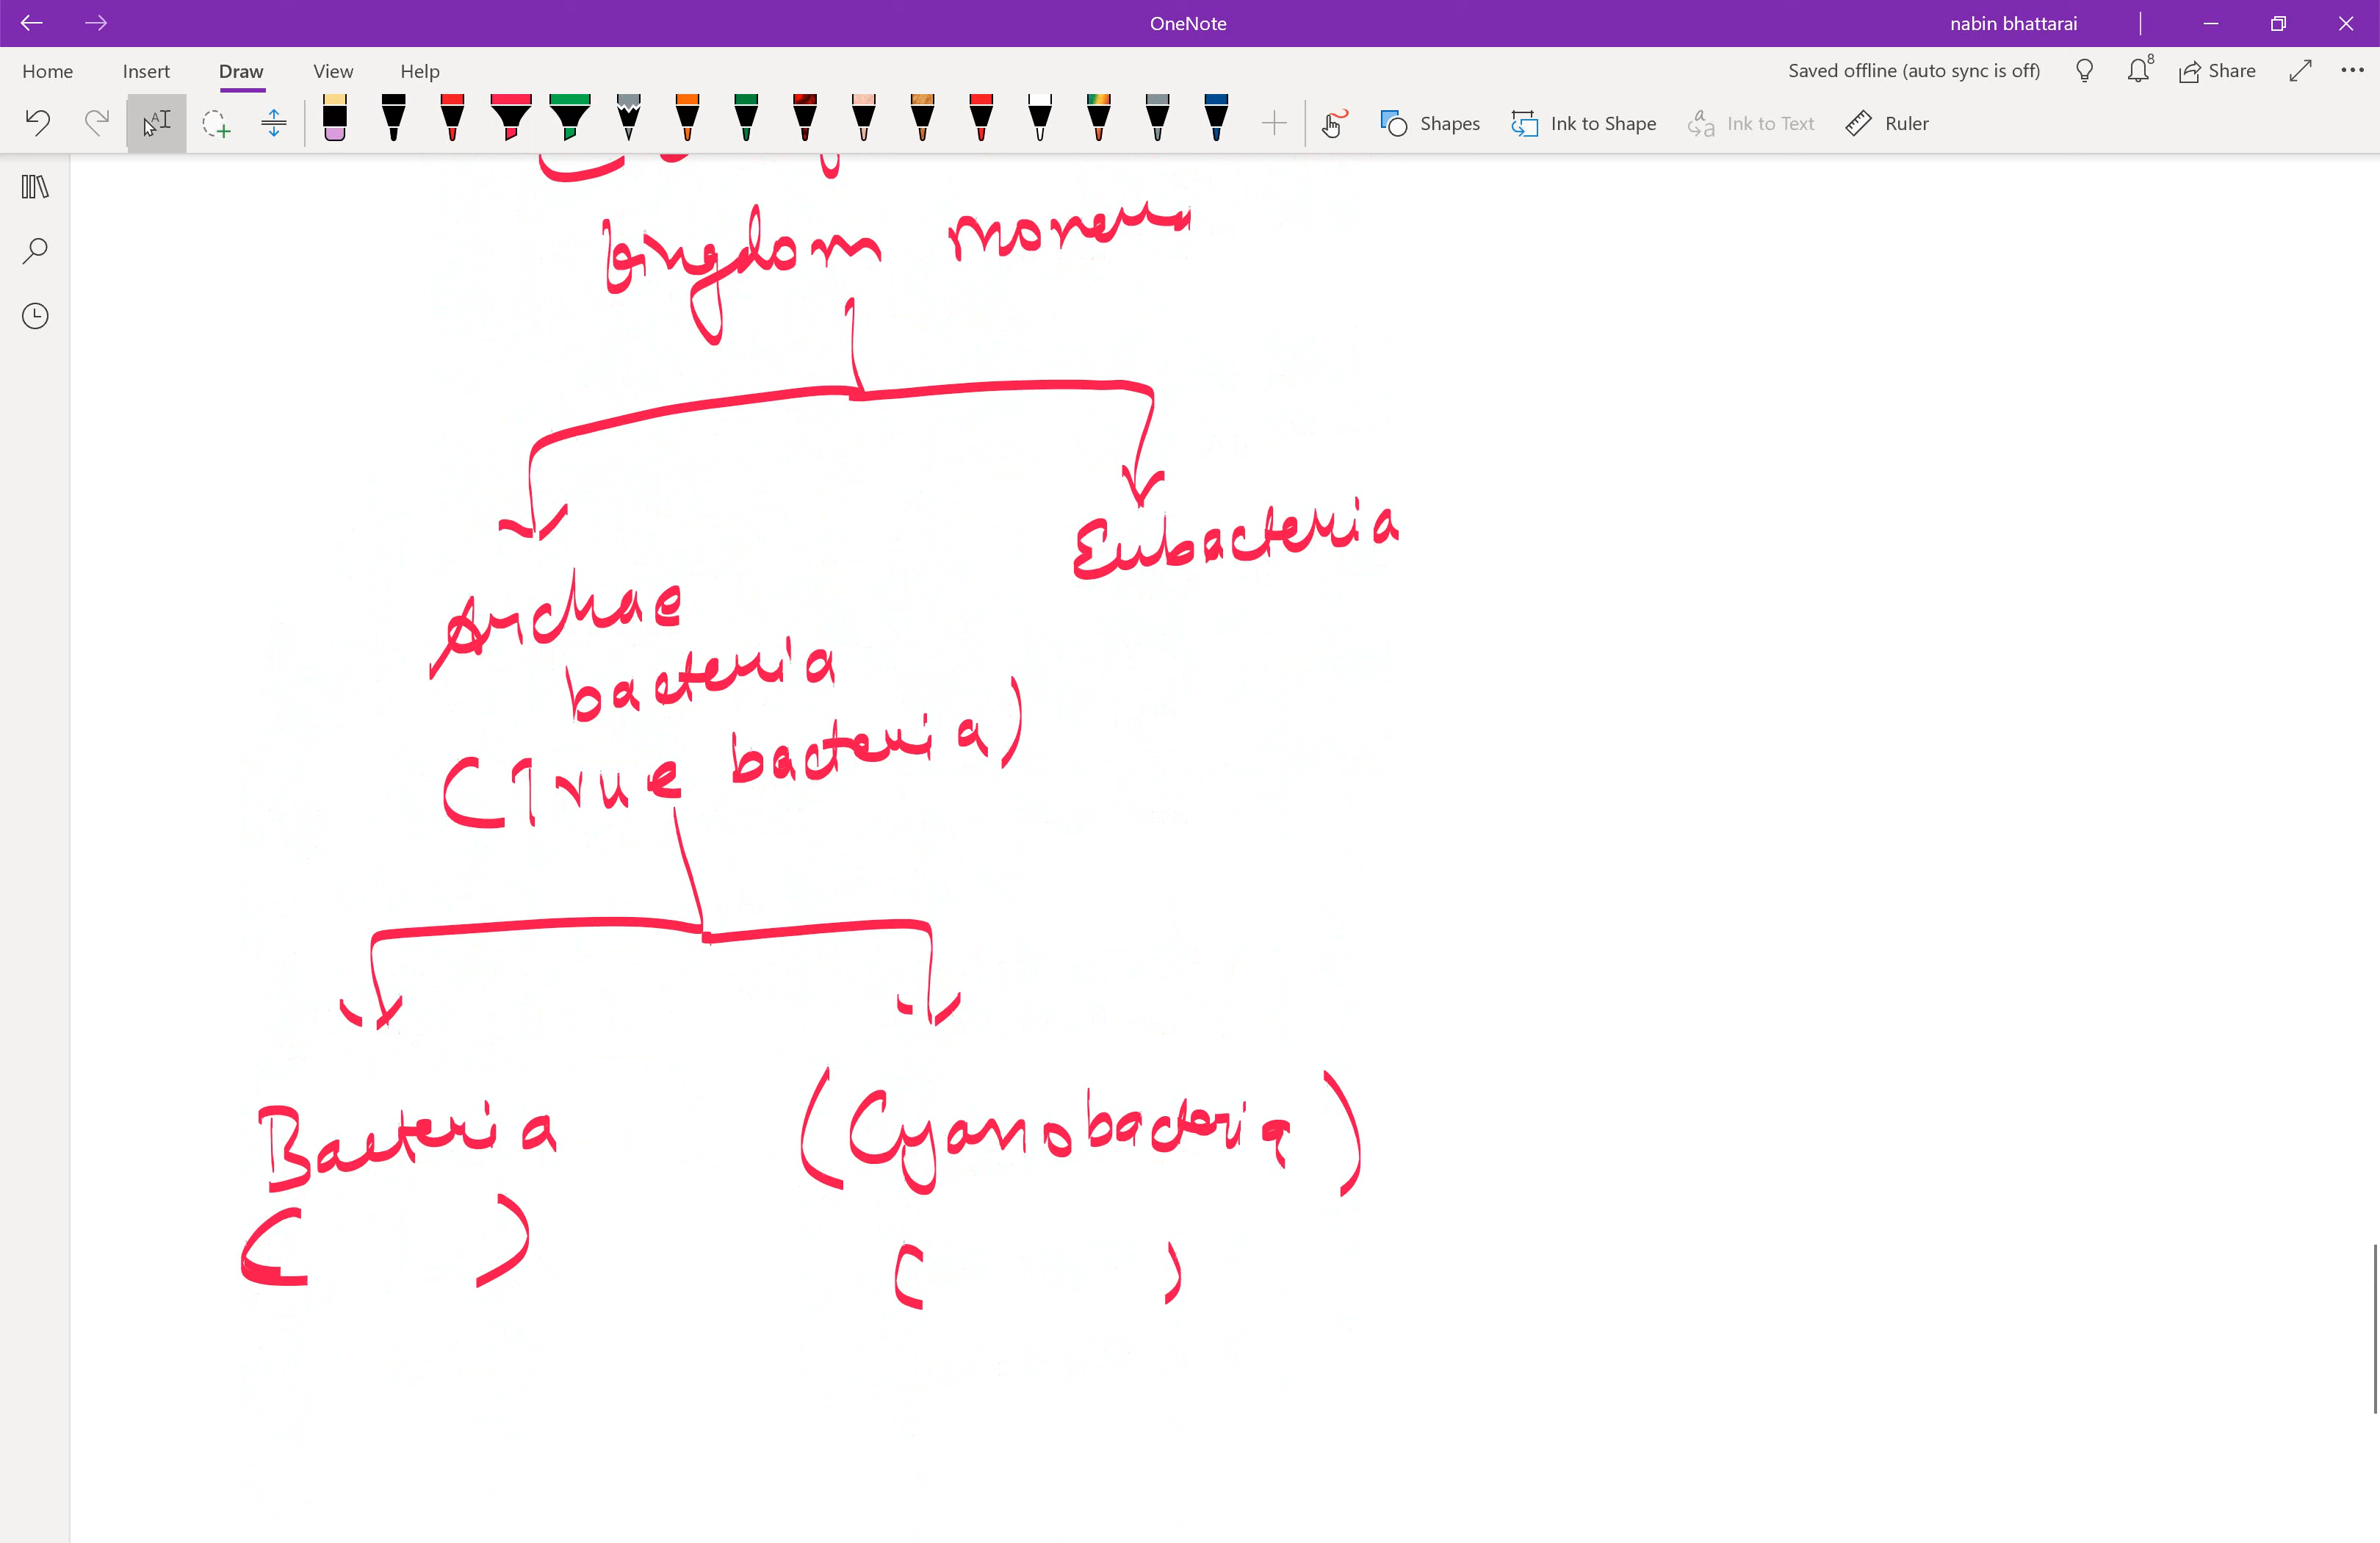 OneNote
nabin bhattarai
Home Insert Draw View Help
Saved offline (auto sync is off)
8
Share
Shapes
Ink to Shape
Ink to Text
Ruler
kingdom monera
Eubacteria
Archae
bacteria
(True bacteria)
Bacteria
(Cyanobacteria)
( )
( )